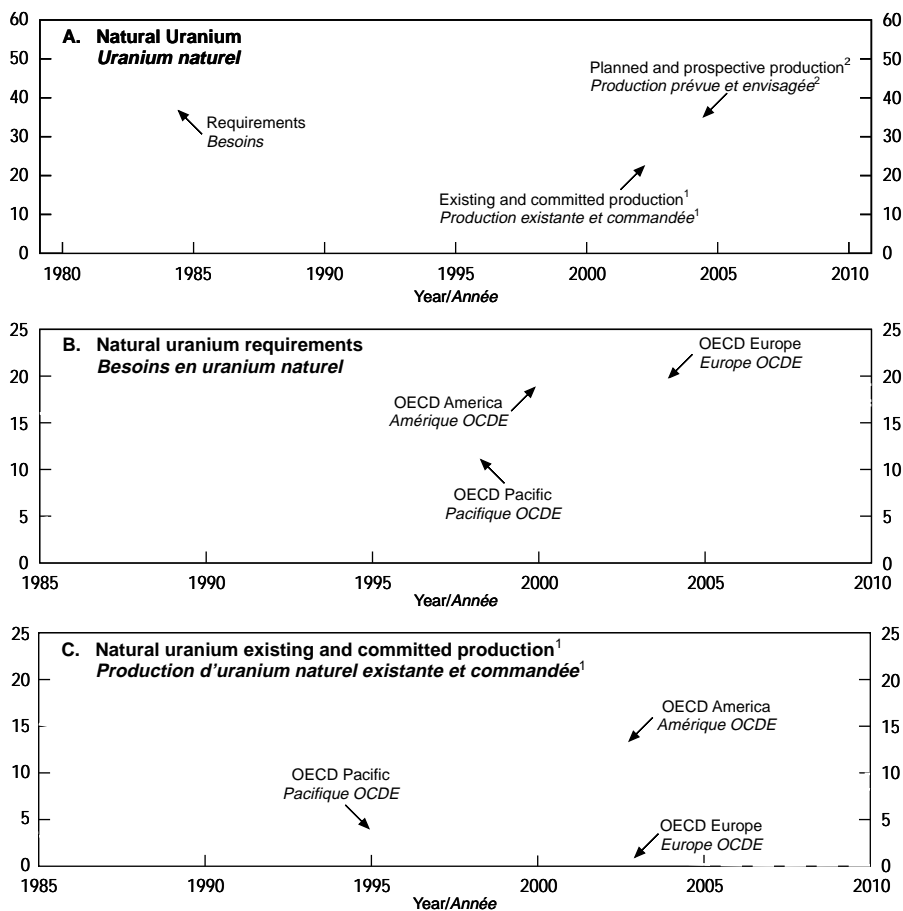 A. Natural Uranium
Uranium naturel
60
50
40
30
20
10
0
60
50
40
30
20
10
0
Planned and prospective production²
Production prévue et envisagée²
Requirements
Besoins
Existing and committed production¹
Production existante et commandée¹
1980 1985 1990 1995 2000 2005 2010
Year/Année
B. Natural uranium requirements
Besoins en uranium naturel
25
20
15
10
5
0
25
20
15
10
5
0
OECD Europe
Europe OCDE
OECD America
Amérique OCDE
OECD Pacific
Pacifique OCDE
1985 1990 1995 2000 2005 2010
Year/Année
C. Natural uranium existing and committed production¹
Production d'uranium naturel existante et commandée¹
25
20
15
10
5
0
25
20
15
10
5
0
OECD America
Amérique OCDE
OECD Pacific
Pacifique OCDE
OECD Europe
Europe OCDE
1985 1990 1995 2000 2005 2010
Year/Année